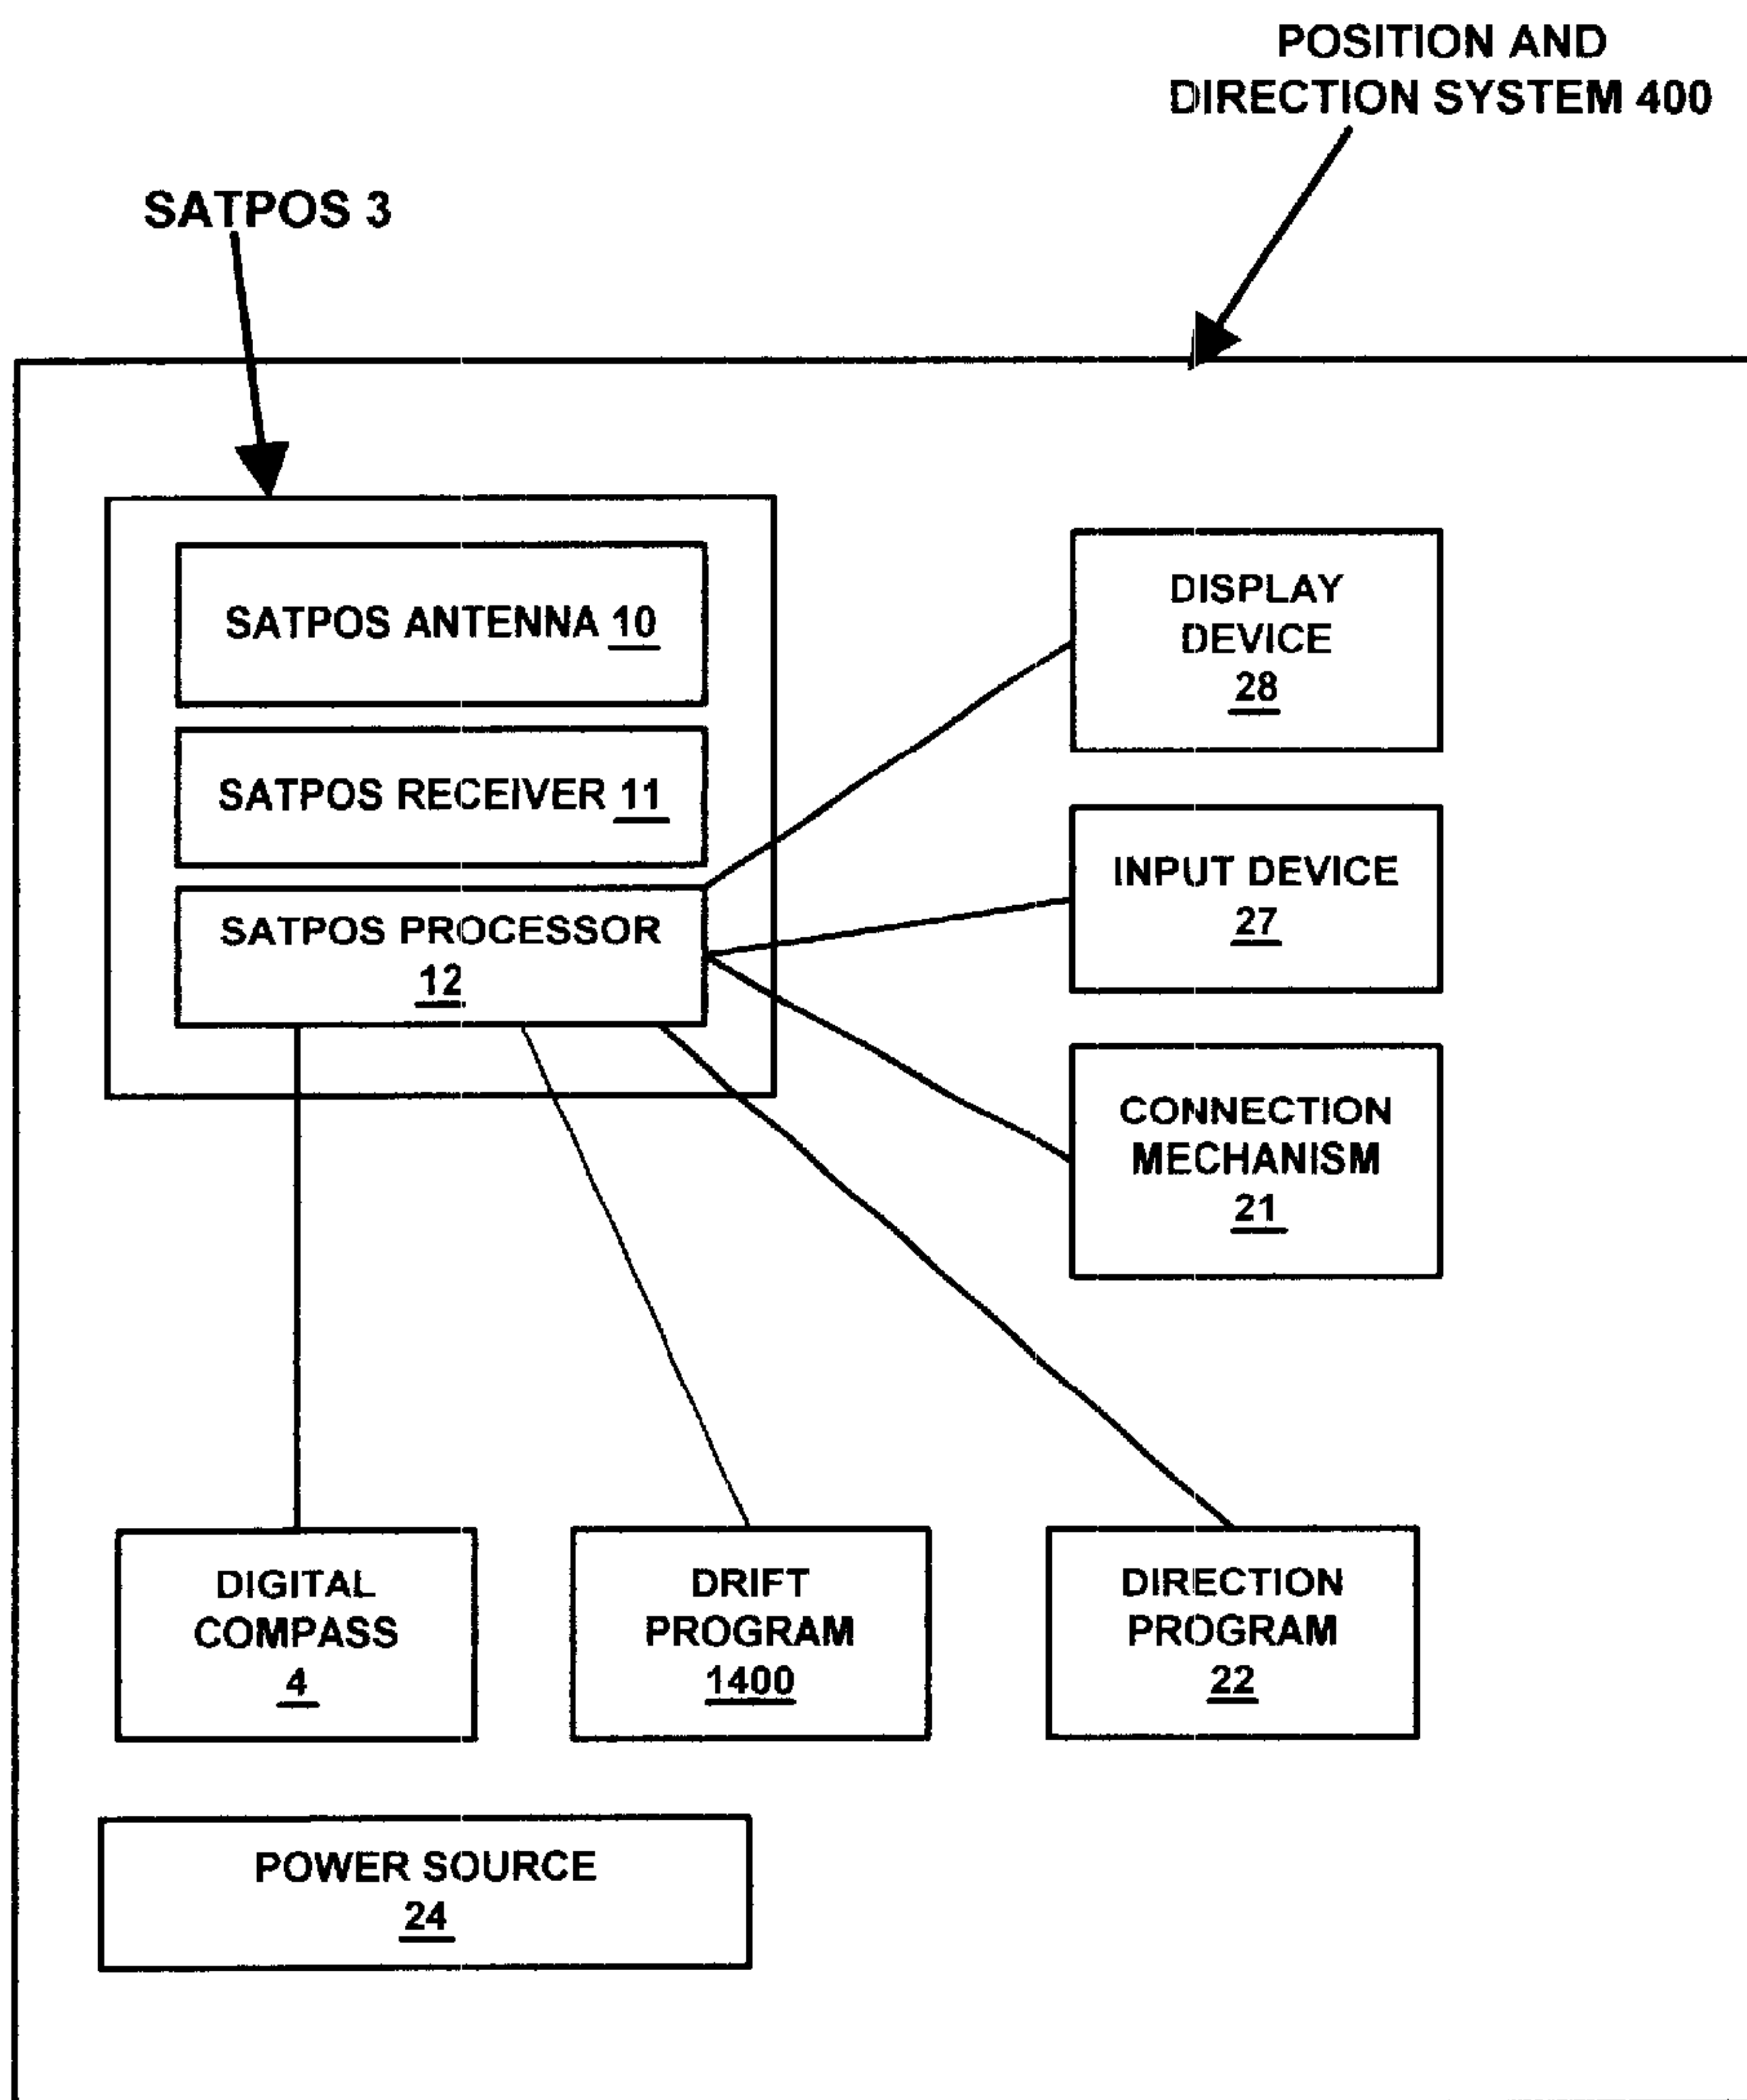 POSITION AND
DIRECTION SYSTEM 400
SATPOS 3
SATPOS ANTENNA 10
SATPOS RECEIVER 11
SATPOS PROCESSOR
12
DISPLAY
DEVICE
28
INPUT DEVICE
27
CONNECTION
MECHANISM
21
DIGITAL
COMPASS
4
DRIFT
PROGRAM
1400
DIRECTION
PROGRAM
22
POWER SOURCE
24